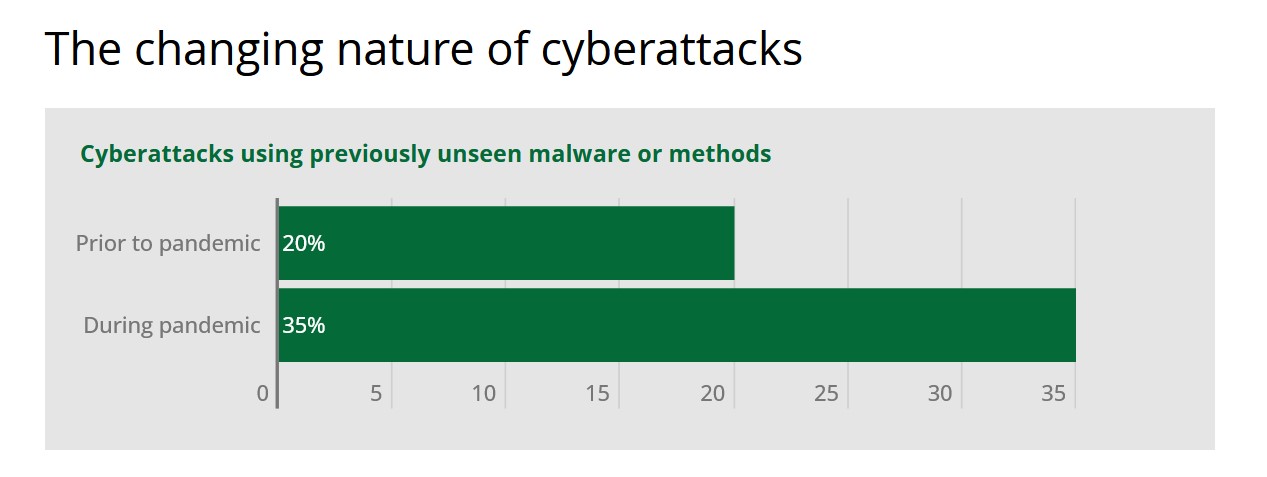 The changing nature of cyberattacks
Cyberattacks using previously unseen malware or methods
Prior to pandemic 20%
During pandemic 35%
0 5 10 15 20 25 30 35